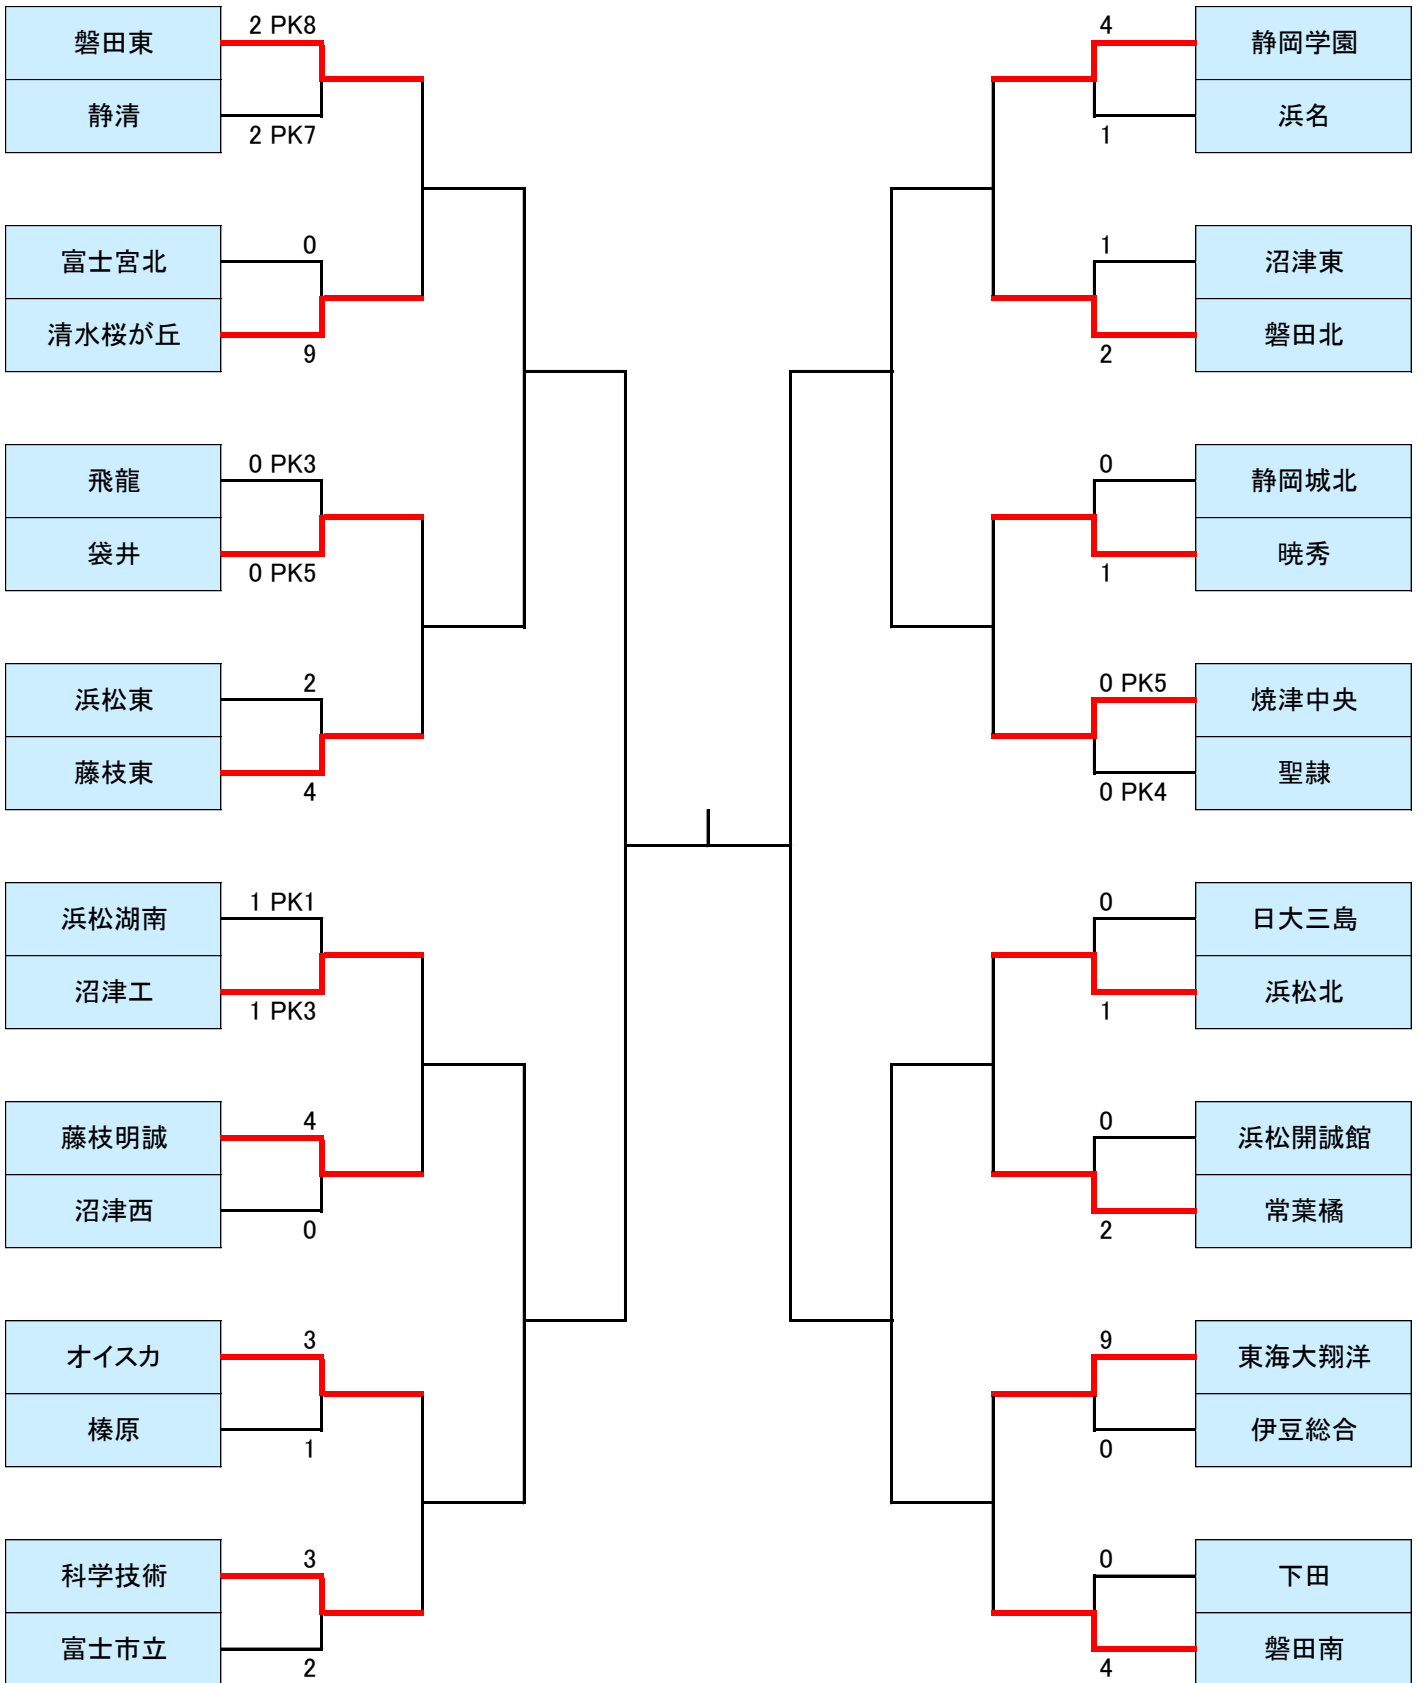 磐田東 2 PK8
静清 2 PK7
富士宮北 0
清水桜が丘 9
飛龍 0 PK3
袋井 0 PK5
浜松東 2
藤枝東 4
浜松湖南 1 PK1
沼津工 1 PK3
藤枝明誠 4
沼津西 0
オイスカ 3
榛原 1
科学技術 3
富士市立 2
4 静岡学園
1 浜名
1 沼津東
2 磐田北
0 静岡城北
1 暁秀
0 PK5 焼津中央
0 PK4 聖隷
0 日大三島
1 浜松北
0 浜松開誠館
2 常葉橘
9 東海大翔洋
0 伊豆総合
0 下田
4 磐田南